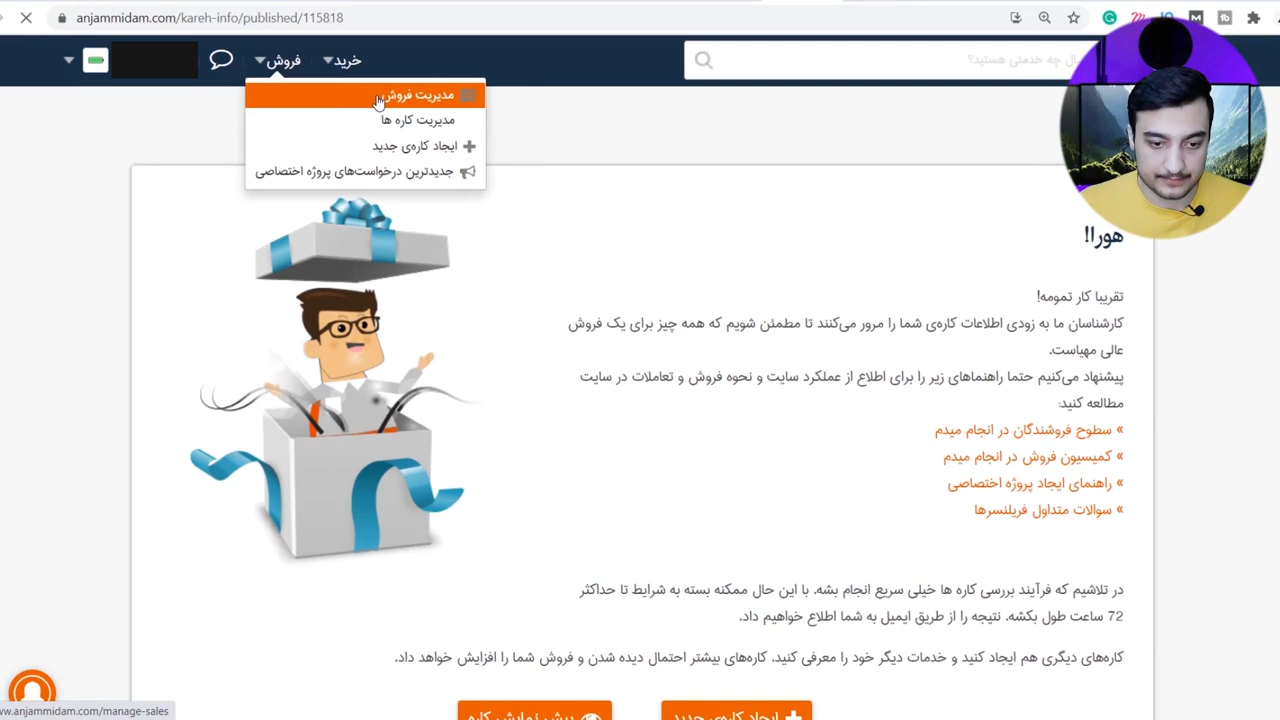 anjammidam.com/kareh-info/published/115818
خرید
فروش
مدیریت فروش
مدیریت کاره ها
ایجاد کاره‌ی جدید
جدیدترین درخواست‌های پروژه اختصاصی
هورا!
تقریبا کار تمومه!
کارشناسان ما به زودی اطلاعات کاره‌ی شما را مرور می‌کنند تا مطمئن شویم که همه چیز برای یک فروش
عالی مهیاست.
پیشنهاد می‌کنیم حتما راهنماهای زیر را برای اطلاع از عملکرد سایت و نحوه فروش و تعاملات در سایت
مطالعه کنید:
» سطوح فروشندگان در انجام میدم
» کمیسیون فروش در انجام میدم
» راهنمای ایجاد پروژه اختصاصی
» سوالات متداول فریلنسرها
در تلاشیم که فرآیند بررسی کاره ها خیلی سریع انجام بشه. با این حال ممکنه بسته به شرایط تا حداکثر
72 ساعت طول بکشه. نتیجه را از طریق ایمیل به شما اطلاع خواهیم داد.
کاره‌های دیگری هم ایجاد کنید و خدمات دیگر خود را معرفی کنید. کاره‌های بیشتر احتمال دیده شدن و فروش شما را افزایش خواهد داد.
ایجاد کاره‌ی جدید
پیش نمایش کاره
ww.anjammidam.com/manage-sales